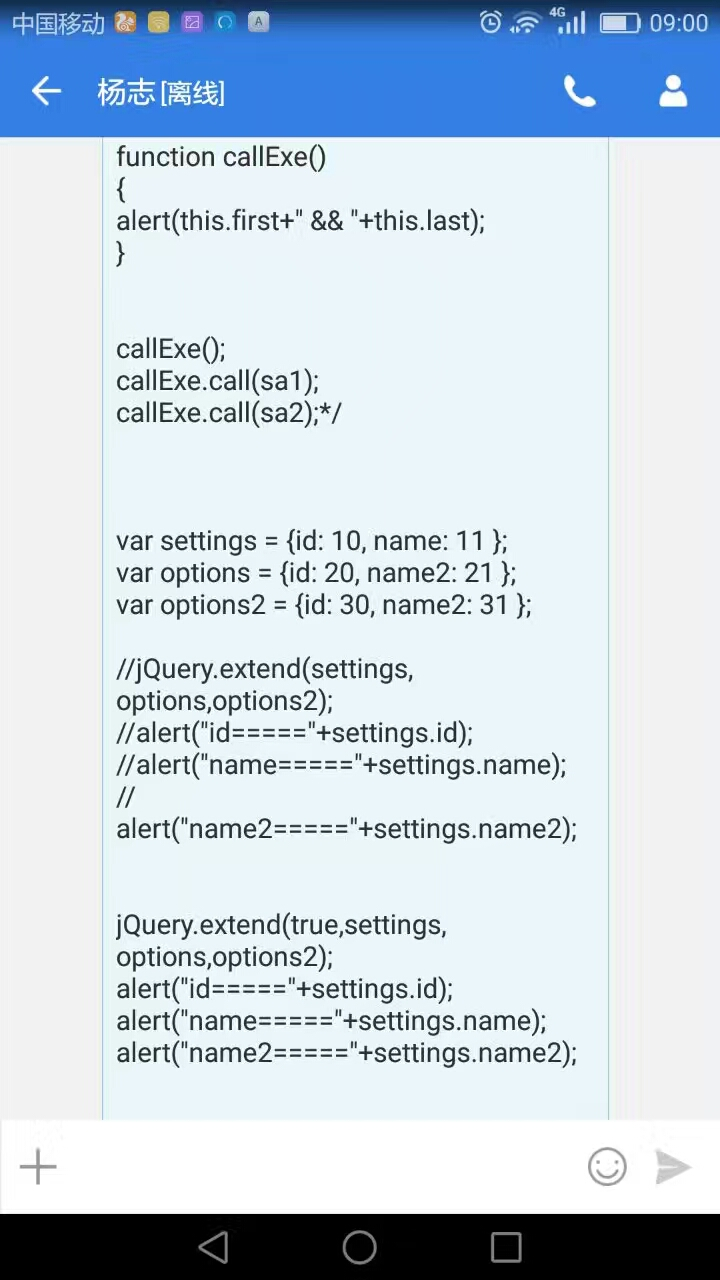 中国移动 A 4G 09:00
杨志[离线]
function callExe()
{
alert(this.first+" && "+this.last);
}
callExe();
callExe.call(sa1);
callExe.call(sa2);*/
var settings = {id: 10, name: 11 };
var options = {id: 20, name2: 21 };
var options2 = {id: 30, name2: 31 };
//jQuery.extend(settings,
options,options2);
//alert("id====="+settings.id);
//alert("name====="+settings.name);
//
alert("name2====="+settings.name2);
jQuery.extend(true,settings,
options,options2);
alert("id====="+settings.id);
alert("name====="+settings.name);
alert("name2====="+settings.name2);